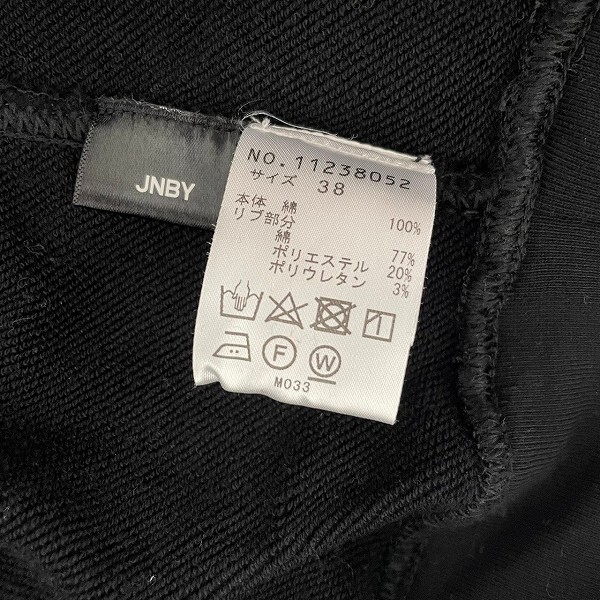 JNBY
NO.11238052
サイズ 38
本体 綿 100%
リブ部分
綿 77%
ポリエステル 20%
ポリウレタン 3%
F W
M033